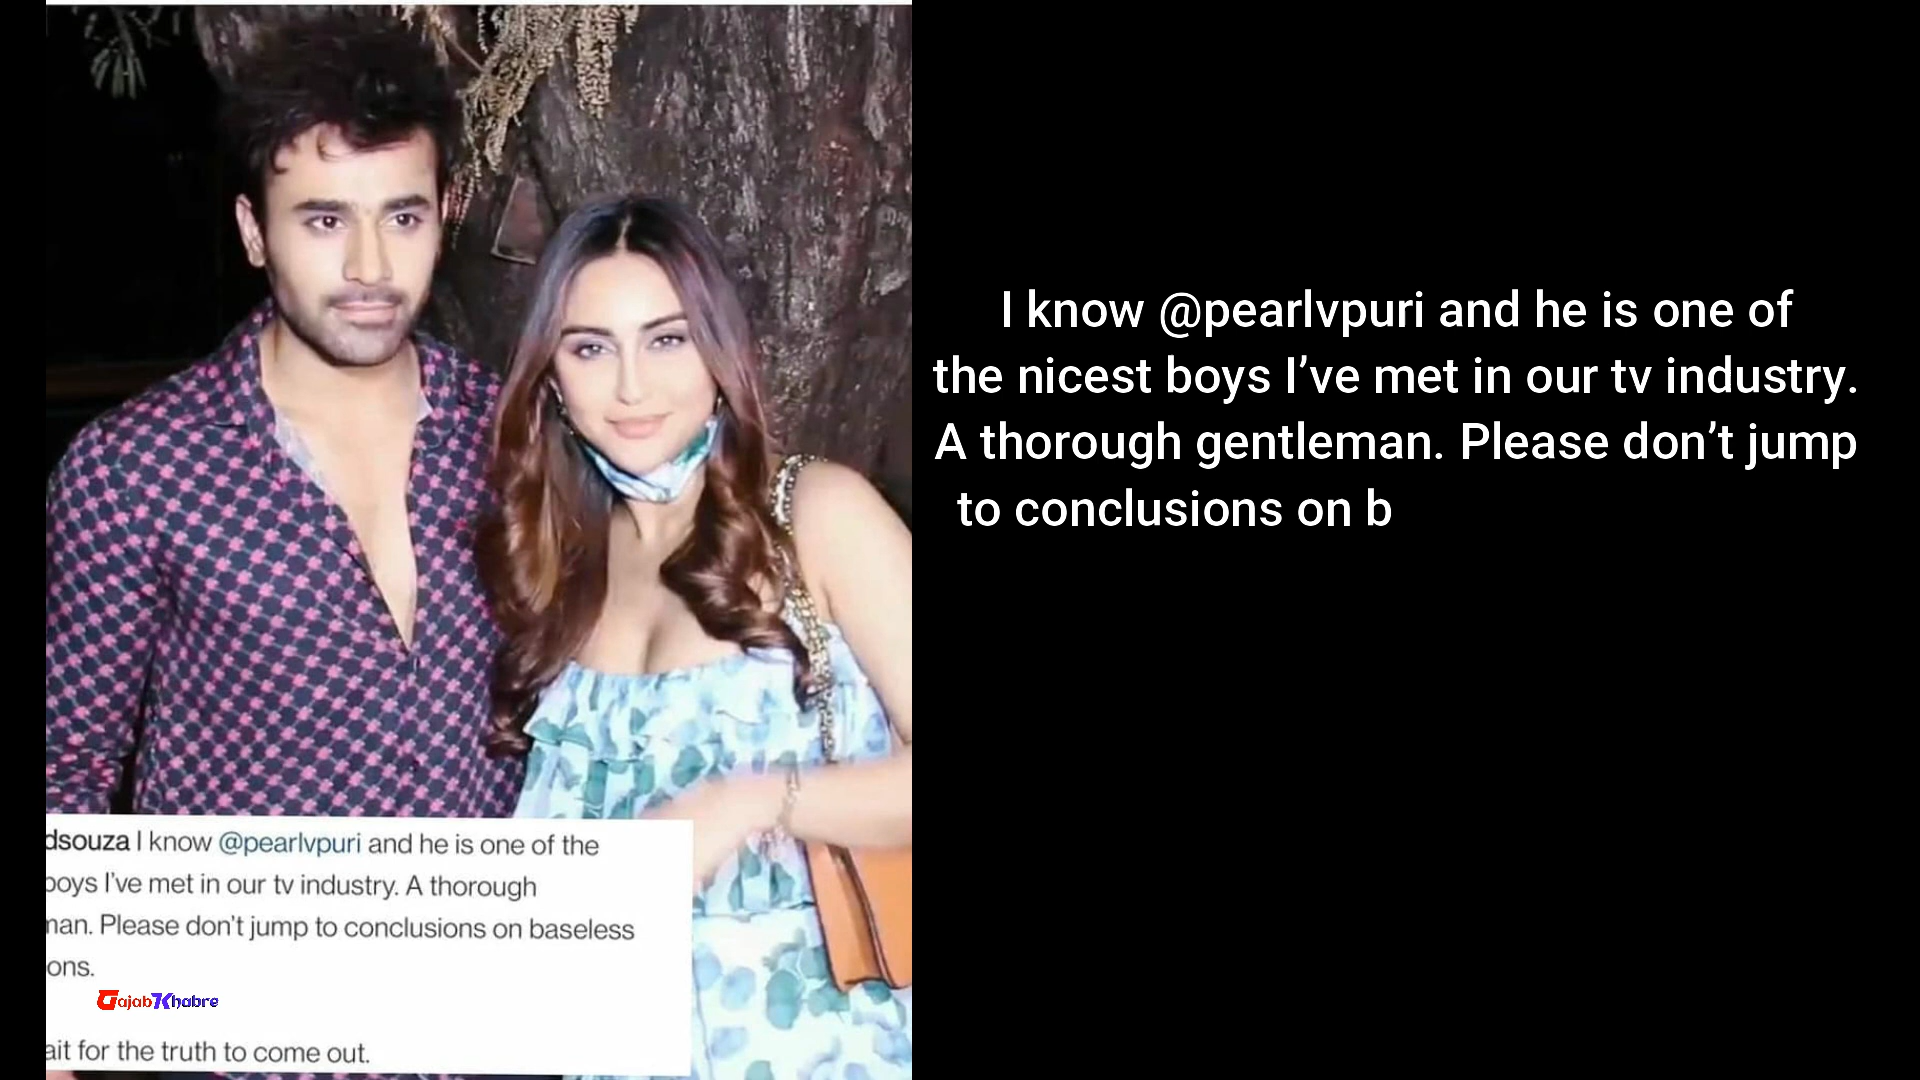 I know @pearlvpuri and he is one of
the nicest boys I've met in our tv industry.
A thorough gentleman. Please don't jump
to conclusions on b
dsouza I know @pearlvpuri and he is one of the
boys I've met in our tv industry. A thorough
man. Please don't jump to conclusions on baseless
ons.
GajabKhabre
ait for the truth to come out.